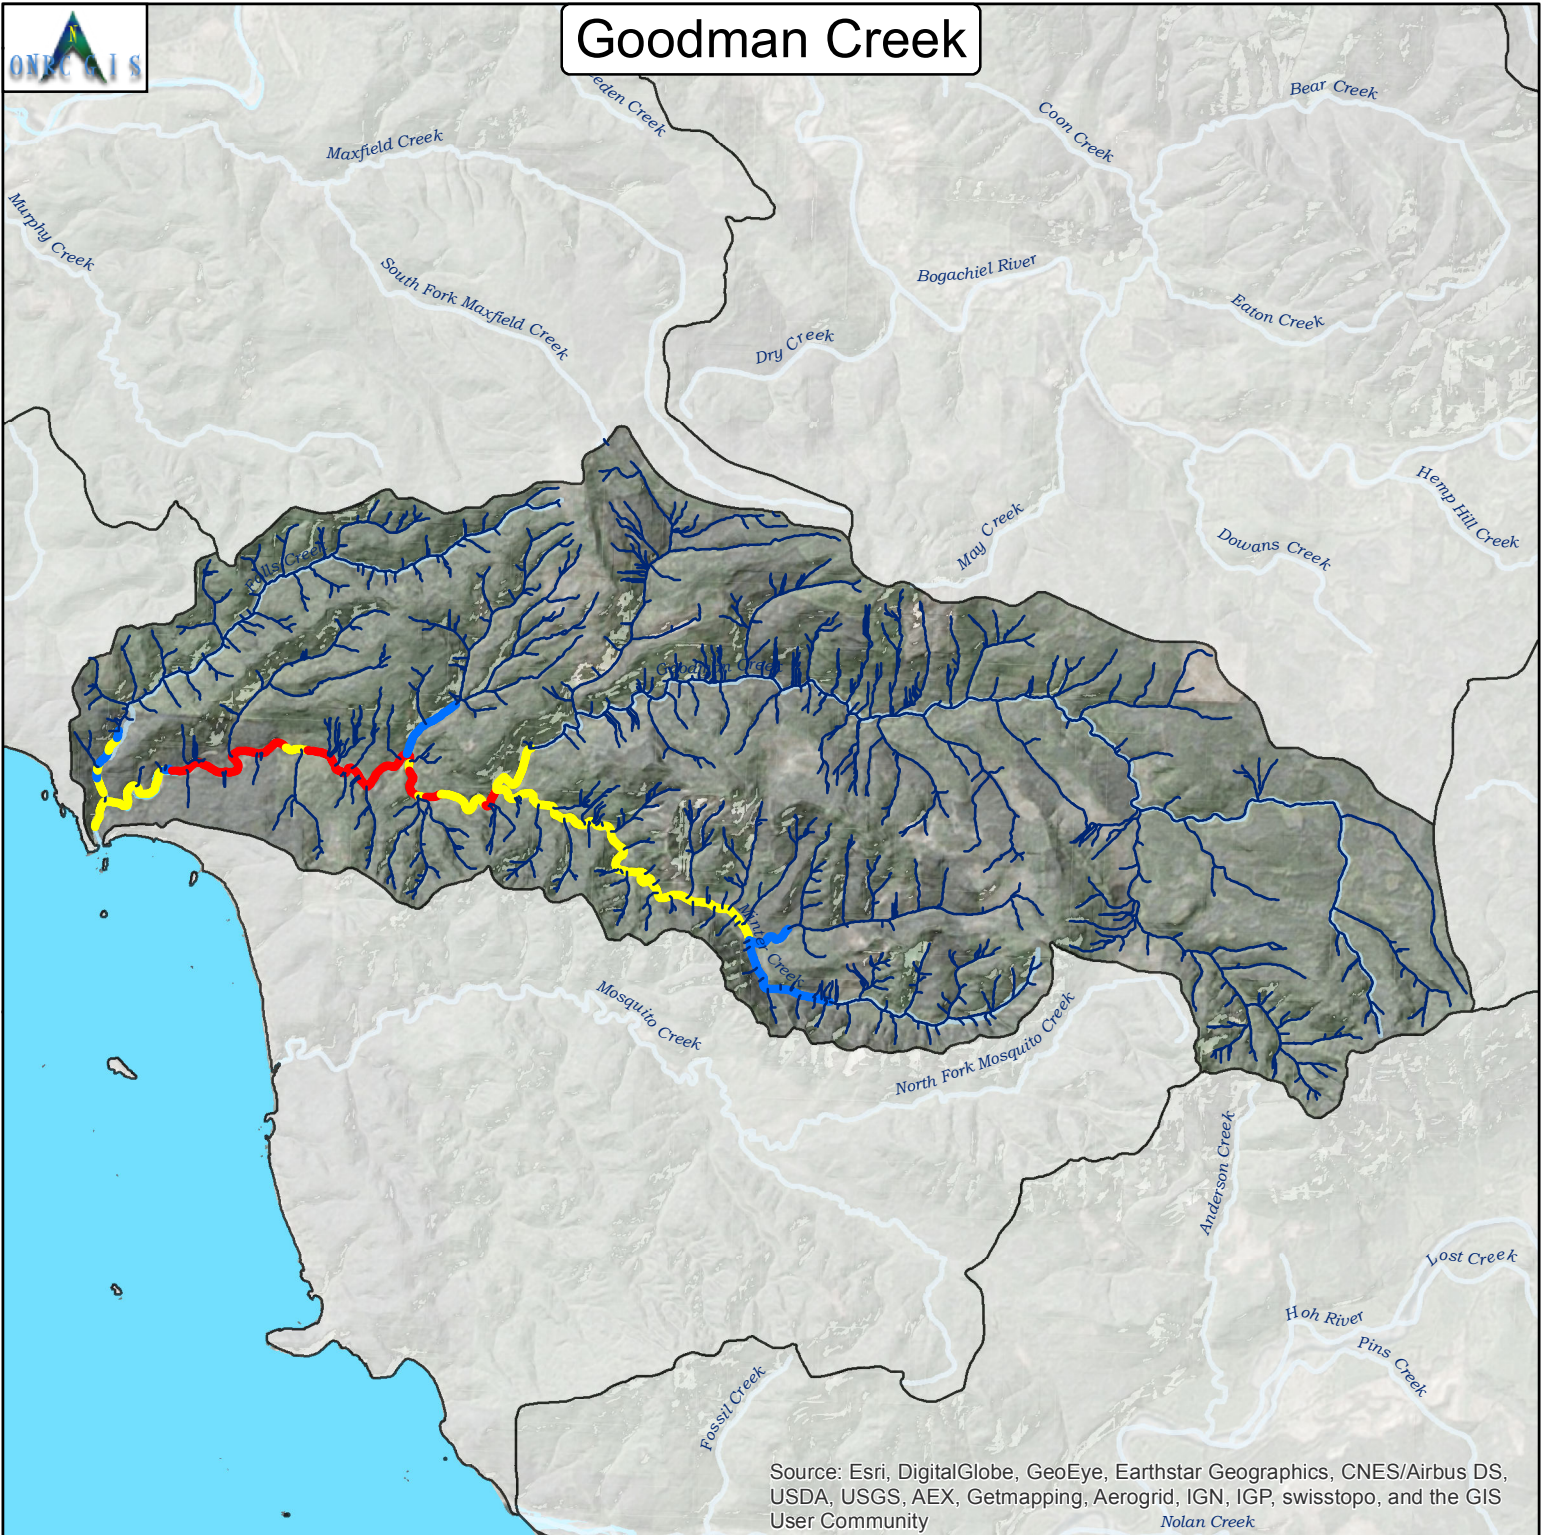 N
ONRC GIS
Goodman Creek
Creek
Bear Creek
Coon Creek
Maxfield Creek
Murphy Creek
South Fork Maxfield Creek
Bogachiel River
Eaton Creek
Dry Creek
Hemp Hill Creek
May Creek
Dowans Creek
Falls Creek
Goodman Creek
Minter Creek
Mosquito Creek
North Fork Mosquito Creek
Anderson Creek
Lost Creek
Hoh River
Pins Creek
Fossil Creek
Source: Esri, DigitalGlobe, GeoEye, Earthstar Geographics, CNES/Airbus DS,
USDA, USGS, AEX, Getmapping, Aerogrid, IGN, IGP, swisstopo, and the GIS
User Community
Nolan Creek